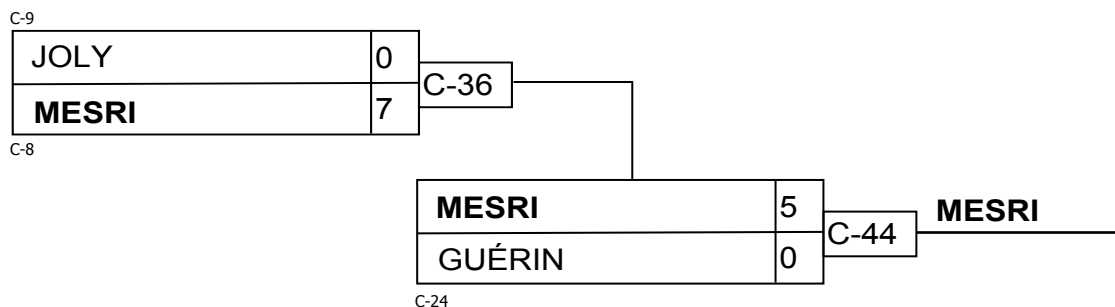 C-9
JOLY 0
C-36
MESRI 7
C-8
MESRI 5
MESRI
C-44
GUÉRIN 0
C-24